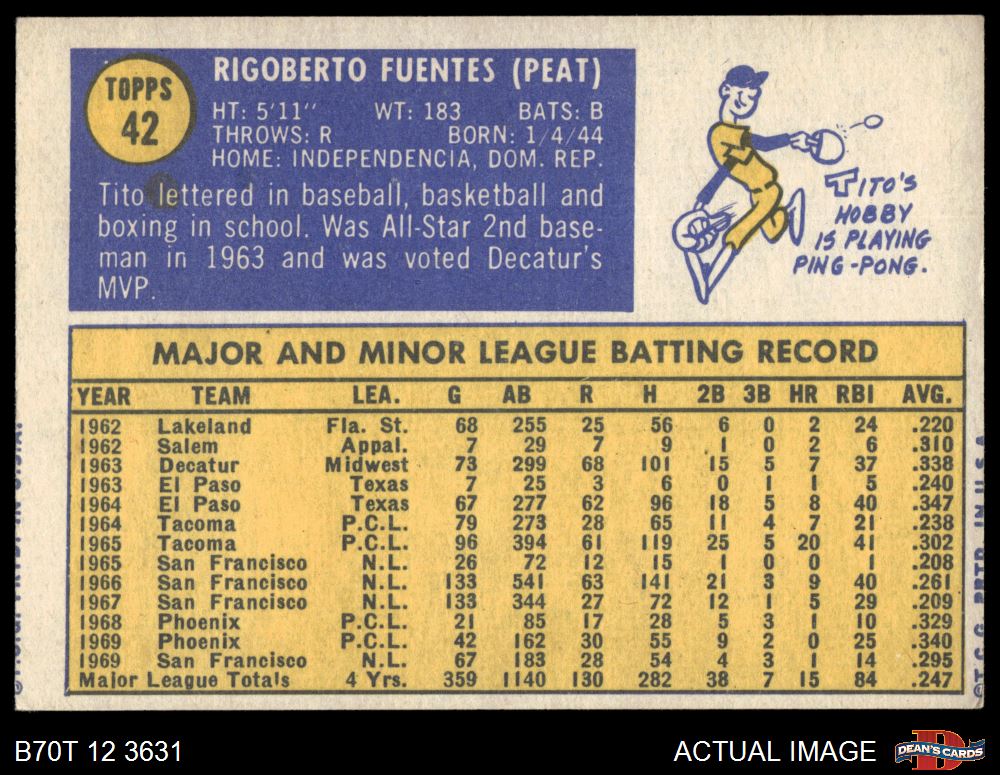 TOPPS
42
RIGOBERTO FUENTES (PEAT)
HT: 5'11" WT: 183 BATS: B
THROWS: R BORN: 1/4/44
HOME: INDEPENDENCIA, DOM. REP.
Tito lettered in baseball, basketball and
boxing in school. Was All-Star 2nd base-
man in 1963 and was voted Decatur's
MVP.
TITO'S
HOBBY
IS PLAYING
PING-PONG.
MAJOR AND MINOR LEAGUE BATTING RECORD
YEAR TEAM LEA. G AB R H 2B 3B HR RBI AVG.
1962 Lakeland Fla. St. 68 255 25 56 6 0 2 24 .220
1962 Salem Appal. 7 29 7 9 1 0 2 6 .310
1963 Decatur Midwest 73 299 68 101 15 5 7 37 .338
1963 El Paso Texas 7 25 3 6 0 1 1 5 .240
1964 El Paso Texas 67 277 62 96 18 5 8 40 .347
1964 Tacoma P.C.L. 79 273 28 65 11 4 7 21 .238
1965 Tacoma P.C.L. 96 394 61 119 25 5 20 41 .302
1965 San Francisco N.L. 26 72 12 15 1 0 0 1 .208
1966 San Francisco N.L. 133 541 63 141 21 3 9 40 .261
1967 San Francisco N.L. 133 344 27 72 12 1 5 29 .209
1968 Phoenix P.C.L. 21 85 17 28 5 3 1 10 .329
1969 Phoenix P.C.L. 42 162 30 55 9 2 0 25 .340
1969 San Francisco N.L. 67 183 28 54 4 3 1 14 .295
Major League Totals 4 Yrs. 359 1140 130 282 38 7 15 84 .247
©T.C.G. PRTD. IN U.S.A
B70T 12 3631
ACTUAL IMAGE
DEAN'S CARDS